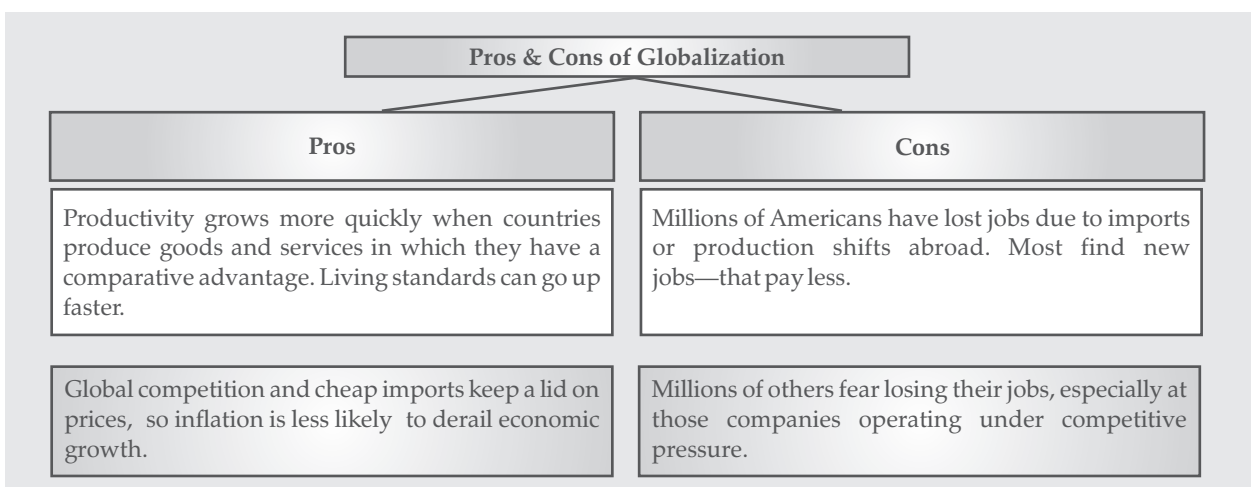 Pros & Cons of Globalization
Pros
Cons
Productivity grows more quickly when countries
produce goods and services in which they have a
comparative advantage. Living standards can go up
faster.
Millions of Americans have lost jobs due to imports
or production shifts abroad. Most find new
jobs—that pay less.
Global competition and cheap imports keep a lid on
prices, so inflation is less likely to derail economic
growth.
Millions of others fear losing their jobs, especially at
those companies operating under competitive
pressure.